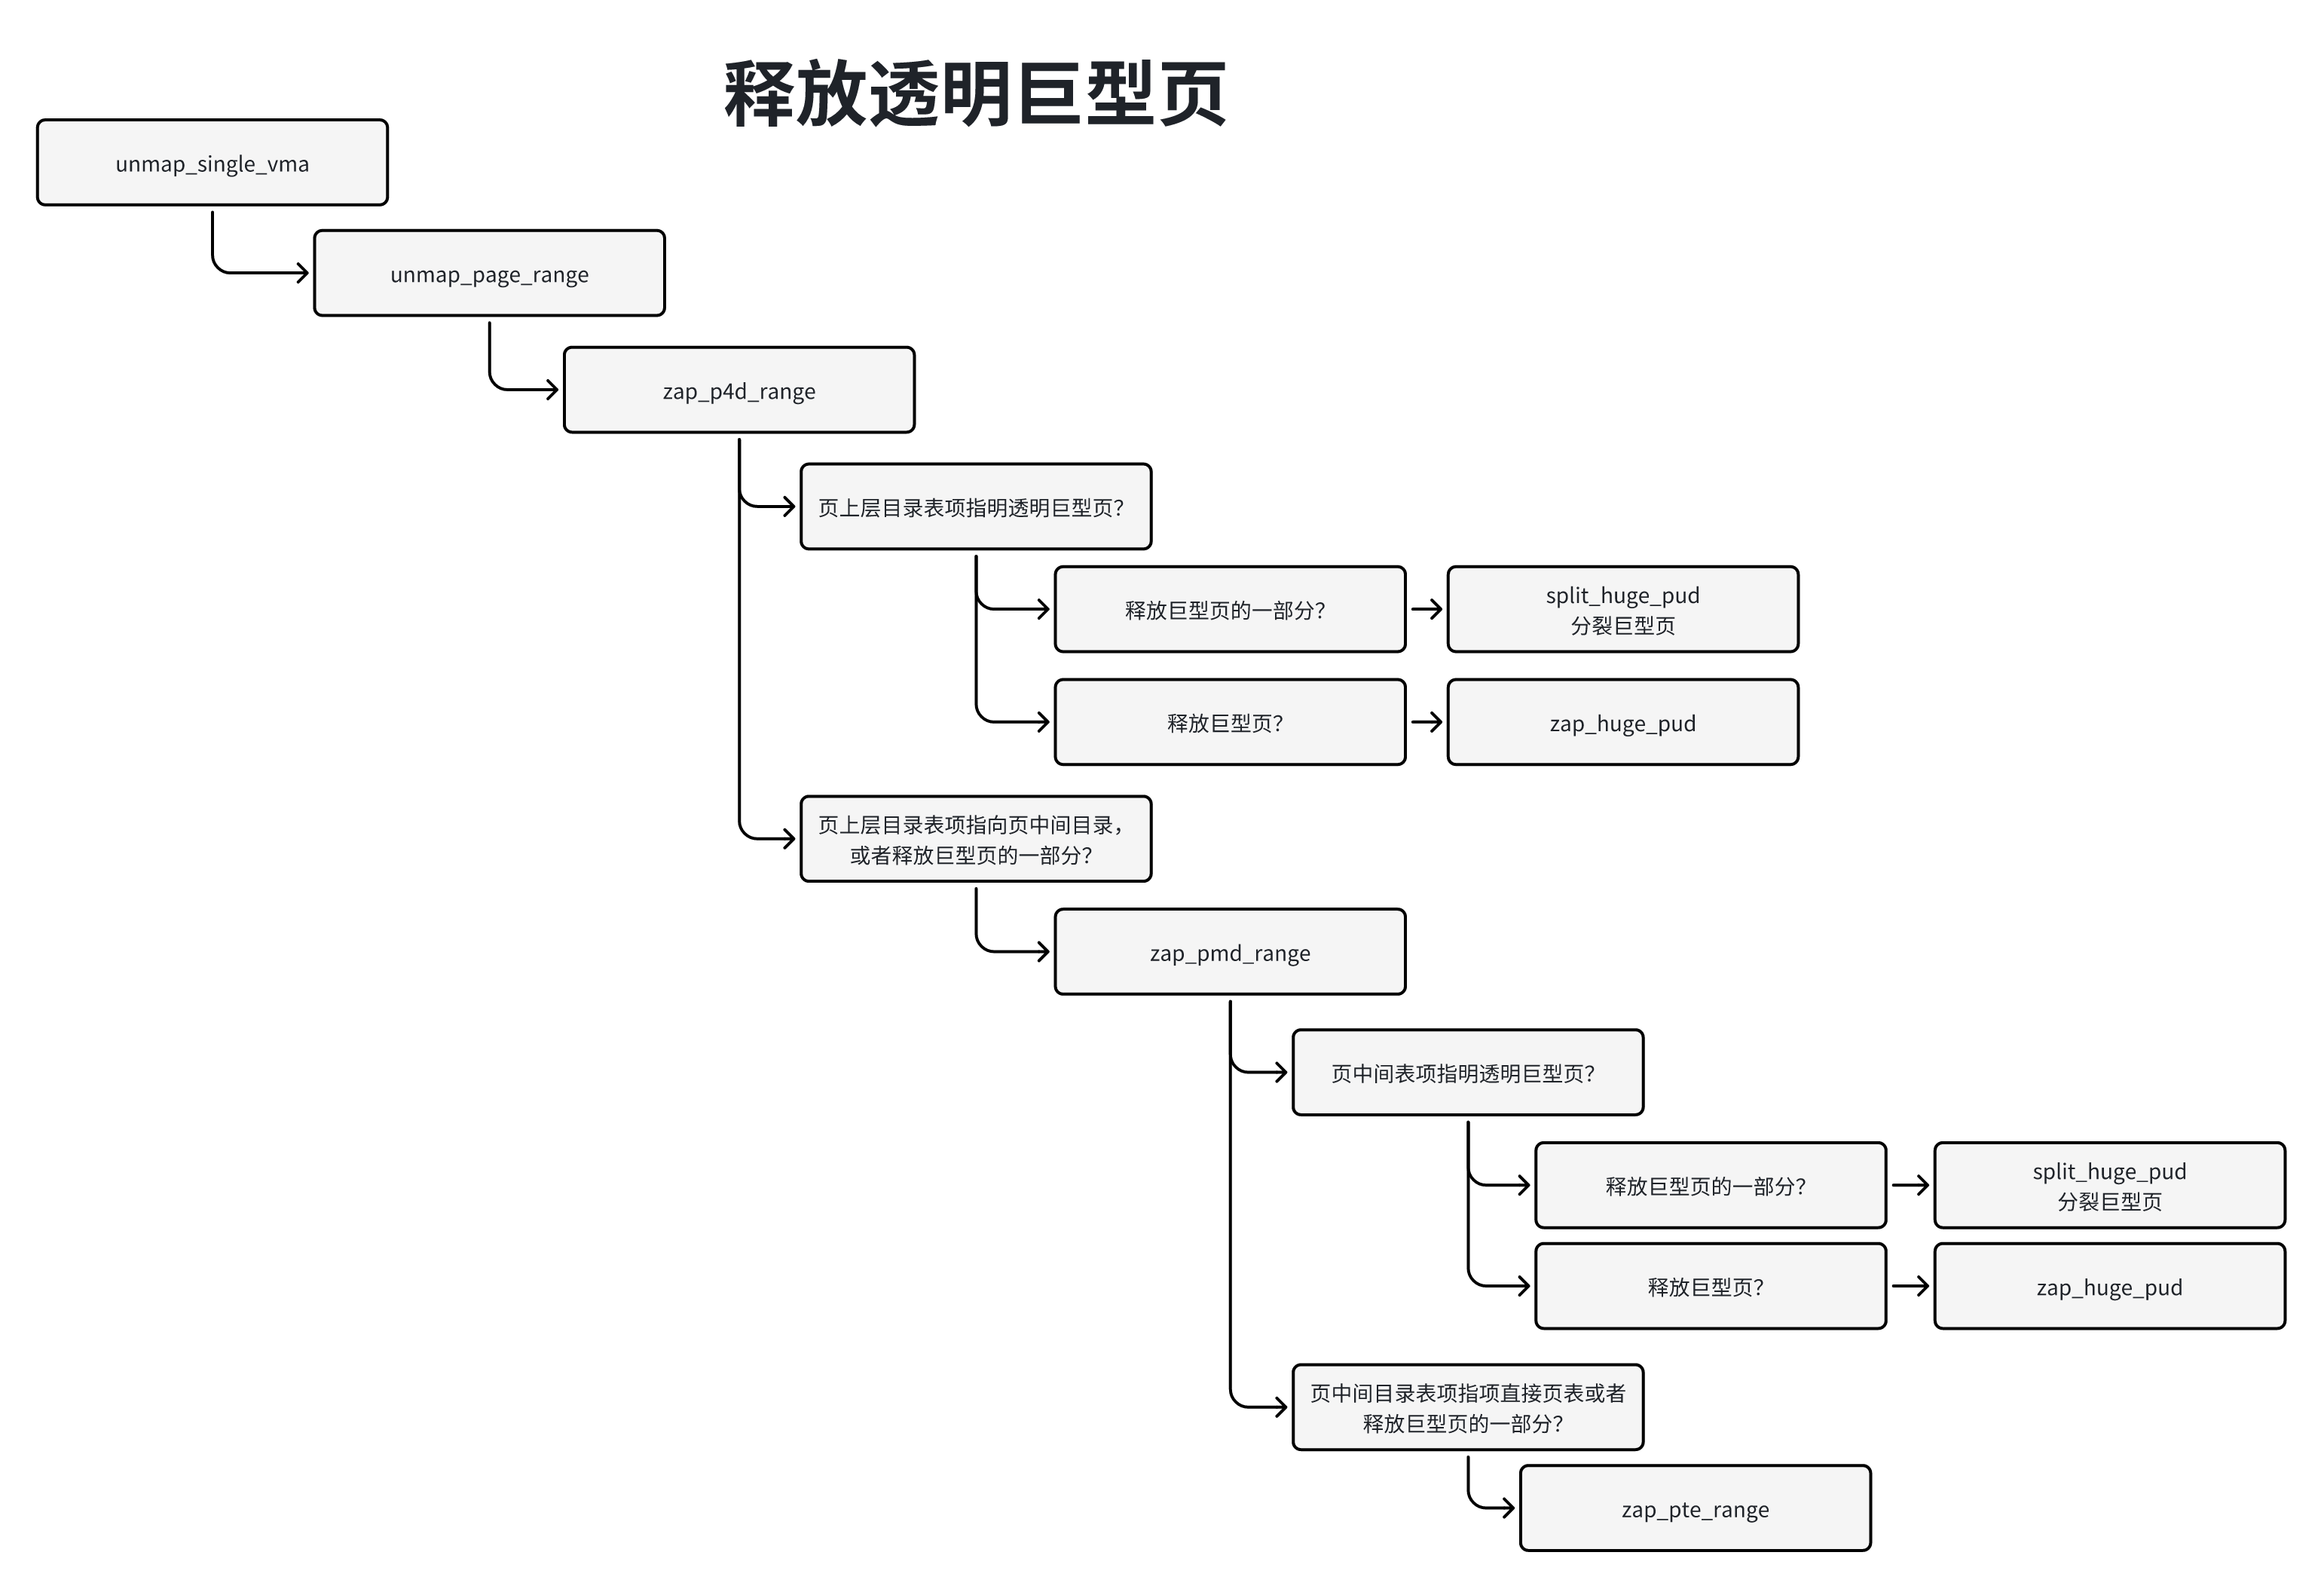 释放透明巨型页
unmap_single_vma
unmap_page_range
zap_p4d_range
页上层目录表项指明透明巨型页?
释放巨型页的一部分?
split_huge_pud
分裂巨型页
释放巨型页?
zap_huge_pud
页上层目录表项指向页中间目录，
或者释放巨型页的一部分?
zap_pmd_range
页中间表项指明透明巨型页?
释放巨型页的一部分?
split_huge_pud
分裂巨型页
释放巨型页?
zap_huge_pud
页中间目录表项指项直接页表或者
释放巨型页的一部分?
zap_pte_range